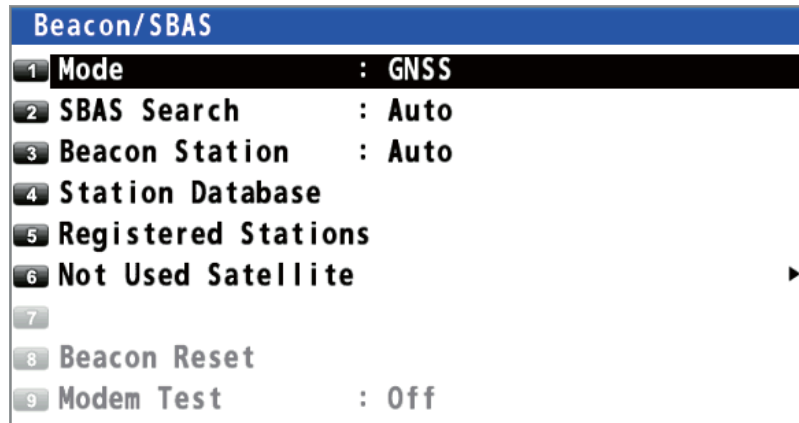 Beacon/SBAS
1 Mode : GNSS
2 SBAS Search : Auto
3 Beacon Station : Auto
4 Station Database
5 Registered Stations
6 Not Used Satellite
7
8 Beacon Reset
9 Modem Test : Off